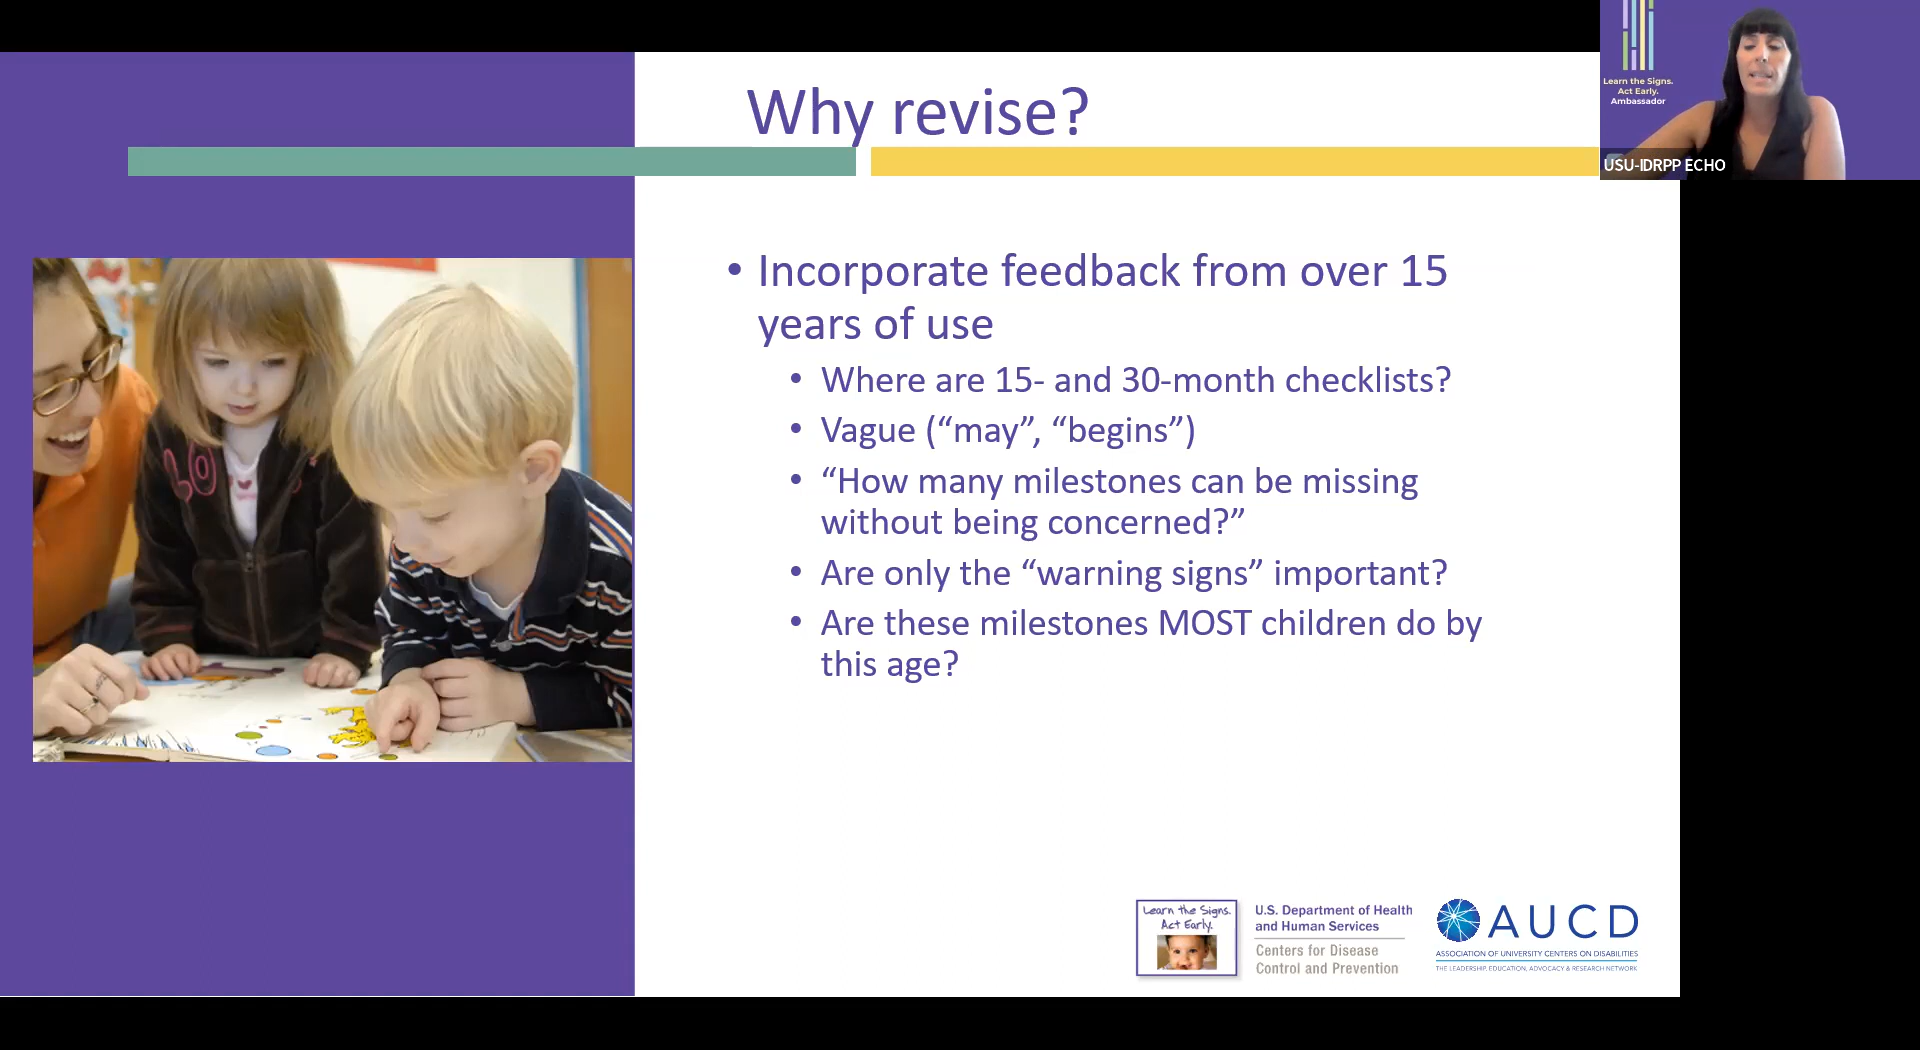 Why revise?
Learn the Signs.
Act Early.
Ambassador
USU-IDRPP ECHO
• Incorporate feedback from over 15
years of use
• Where are 15- and 30-month checklists?
• Vague (“may”, “begins”)
• “How many milestones can be missing
without being concerned?”
• Are only the “warning signs” important?
• Are these milestones MOST children do by
this age?
Learn the Signs.
Act Early.
U.S. Department of Health
and Human Services
Centers for Disease
Control and Prevention
AUCD
ASSOCIATION OF UNIVERSITY CENTERS ON DISABILITIES
THE LEADERSHIP, EDUCATION, ADVOCACY & RESEARCH NETWORK